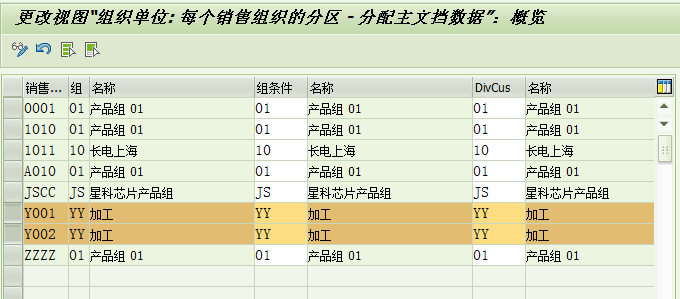 更改视图"组织单位: 每个销售组织的分区 - 分配主文档数据": 概览
销售... 组 名称 组条件 名称 DivCus 名称
0001 01 产品组 01 01 产品组 01 01 产品组 01
1010 01 产品组 01 01 产品组 01 01 产品组 01
1011 10 长电上海 10 长电上海 10 长电上海
A010 01 产品组 01 01 产品组 01 01 产品组 01
JSCC JS 星科芯片产品组 JS 星科芯片产品组 JS 星科芯片产品组
Y001 YY 加工 YY 加工 YY 加工
Y002 YY 加工 YY 加工 YY 加工
ZZZZ 01 产品组 01 01 产品组 01 01 产品组 01